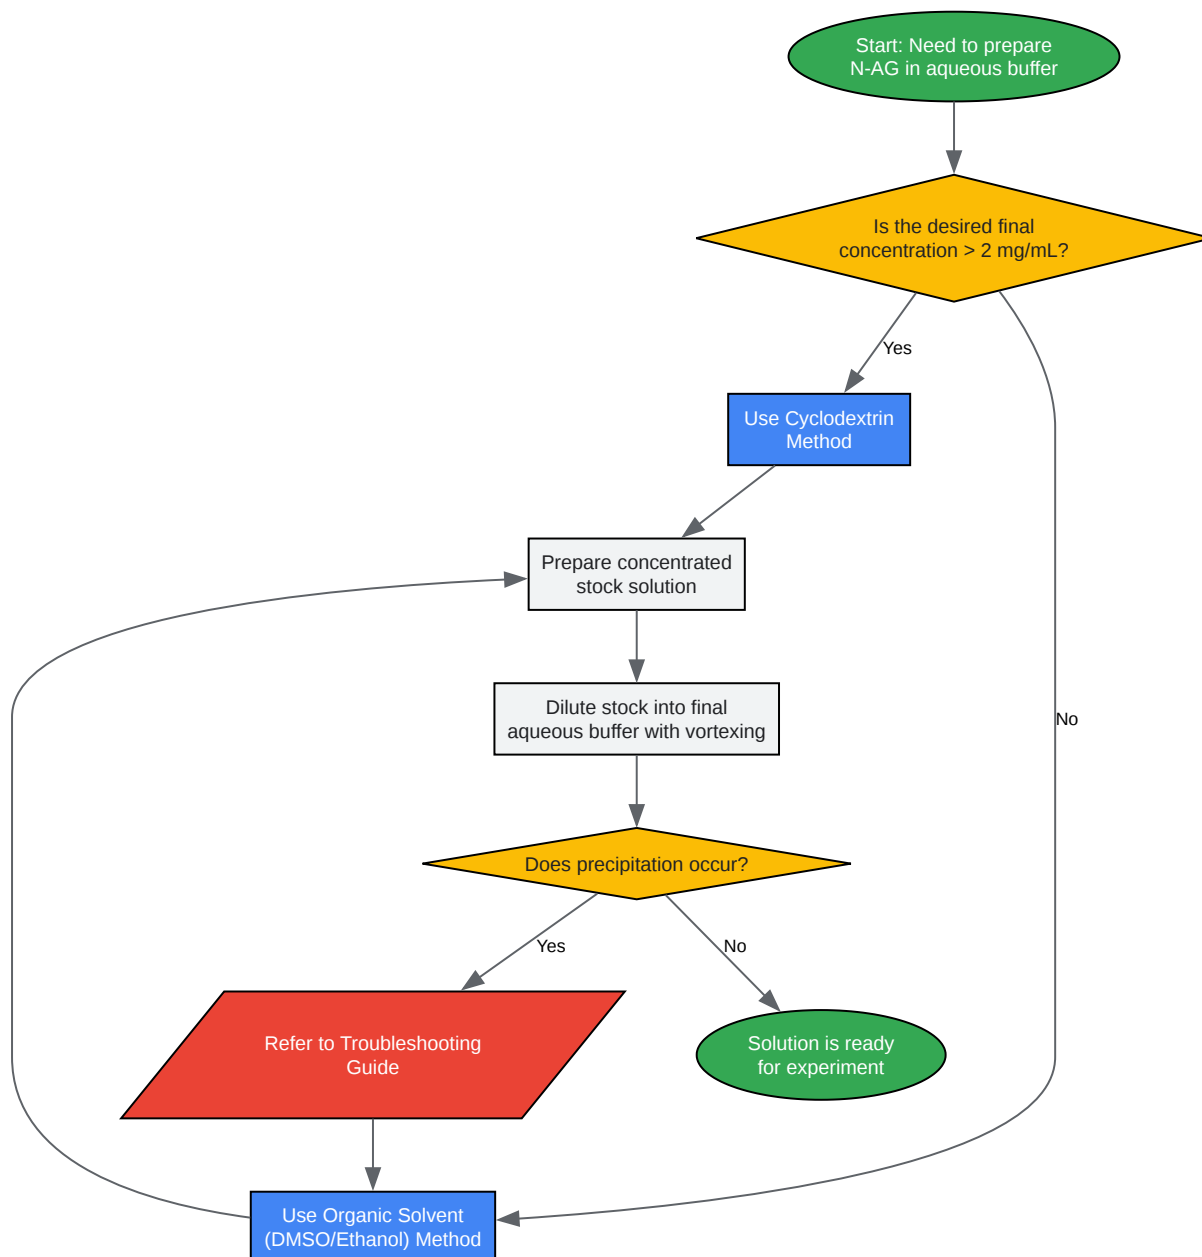 Start: Need to prepare
N-AG in aqueous buffer
Is the desired final
concentration > 2 mg/mL?
Yes
Use Cyclodextrin
Method
Prepare concentrated
stock solution
Dilute stock into final
aqueous buffer with vortexing
No
Does precipitation occur?
Yes
No
Refer to Troubleshooting
Guide
Solution is ready
for experiment
Use Organic Solvent
(DMSO/Ethanol) Method